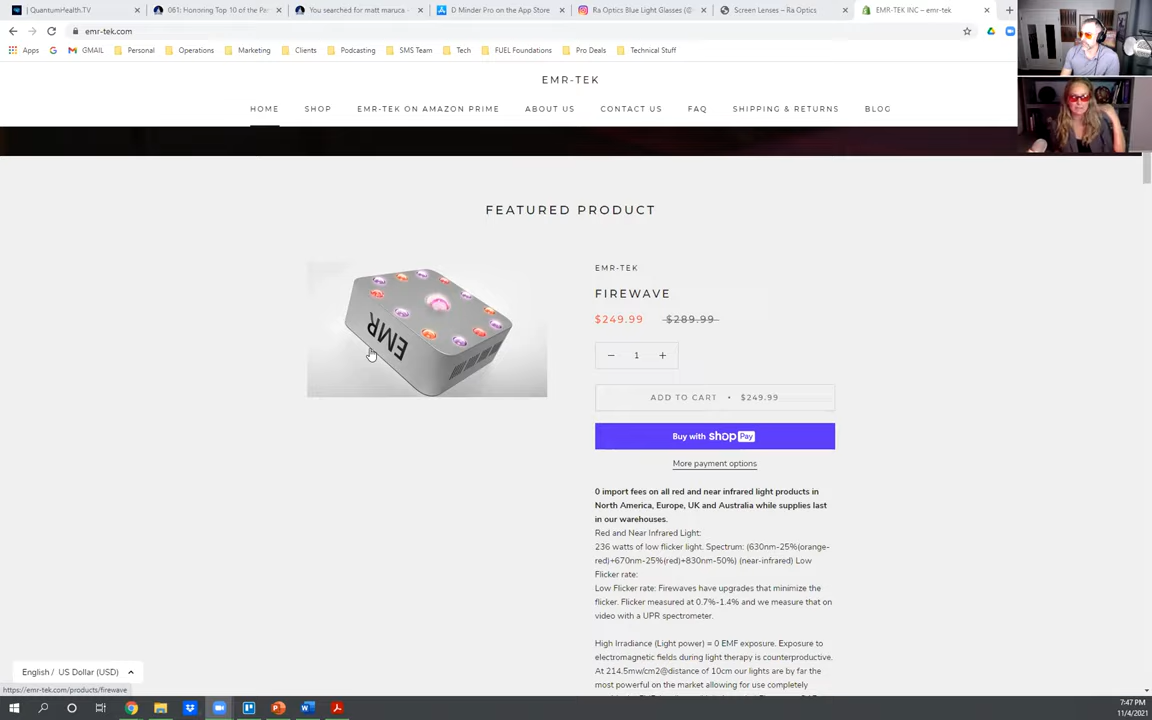 | QuantumHealth.TV
061: Honoring Top 10 of the Pa
You searched for matt maruca -
D Minder Pro on the App Store
Ra Optics Blue Light Glasses (@
Screen Lenses – Ra Optics
EMR-TEK INC – emr-tek
emr-tek.com
Apps
GMAIL
Personal
Operations
Marketing
Clients
Podcasting
SMS Team
Tech
FUEL Foundations
Pro Deals
Technical Stuff
EMR-TEK
HOME
SHOP
EMR-TEK ON AMAZON PRIME
ABOUT US
CONTACT US
FAQ
SHIPPING & RETURNS
BLOG
FEATURED PRODUCT
EMR
EMR-TEK
FIREWAVE
$249.99 $289.99
− 1 +
ADD TO CART • $249.99
Buy with shop Pay
More payment options
0 import fees on all red and near infrared light products in
North America, Europe, UK and Australia while supplies last
in our warehouses.
Red and Near Infrared Light:
236 watts of low flicker light. Spectrum: (630nm-25%(orange-
red)+670nm-25%(red)+830nm-50%) (near-infrared) Low
Flicker rate:
Low Flicker rate: Firewaves have upgrades that minimize the
flicker. Flicker measured at 0.7%-1.4% and we measure that on
video with a UPR spectrometer.
High Irradiance (Light power) = 0 EMF exposure. Exposure to
electromagnetic fields during light therapy is counterproductive.
At 214.5mw/cm2@distance of 10cm our lights are by far the
most powerful on the market allowing for use completely
English / US Dollar (USD)
https://emr-tek.com/products/firewave
7:47 PM
11/4/2021